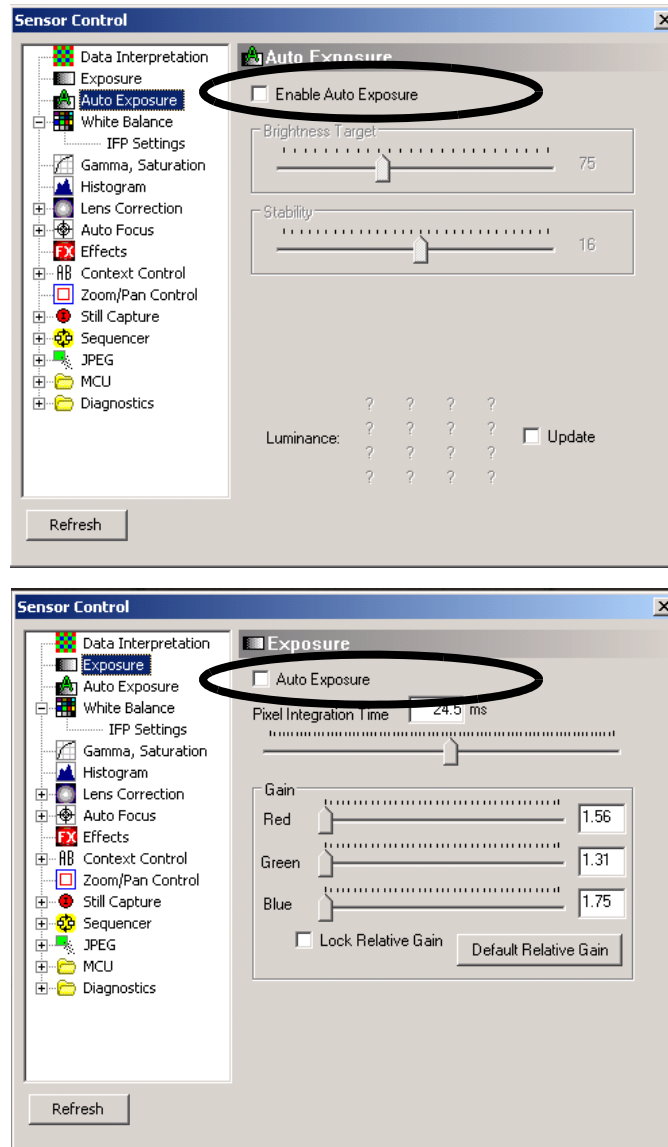 Sensor Control
Data Interpretation
Exposure
Auto Exposure
White Balance
IFP Settings
Gamma, Saturation
Histogram
Lens Correction
Auto Focus
FX Effects
AB Context Control
Zoom/Pan Control
Still Capture
Sequencer
JPEG
MCU
Diagnostics
Refresh
A Auto Exposure
Enable Auto Exposure
Brightness Target
75
Stability
16
Luminance:
? ? ? ?
? ? ? ?
? ? ? ?
? ? ? ?
Update
Sensor Control
Data Interpretation
Exposure
Auto Exposure
White Balance
IFP Settings
Gamma, Saturation
Histogram
Lens Correction
Auto Focus
FX Effects
AB Context Control
Zoom/Pan Control
Still Capture
Sequencer
JPEG
MCU
Diagnostics
Refresh
Exposure
Auto Exposure
Pixel Integration Time 24.5 ms
Gain
Red 1.56
Green 1.31
Blue 1.75
Lock Relative Gain Default Relative Gain